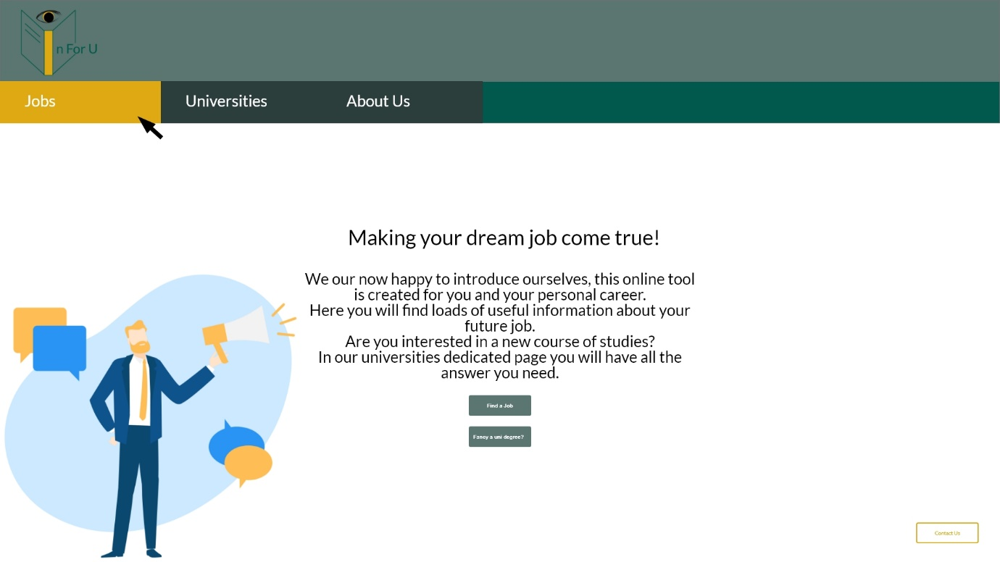 n For U
Jobs
Universities
About Us
Making your dream job come true!
We our now happy to introduce ourselves, this online tool
is created for you and your personal career.
Here you will find loads of useful information about your
future job.
Are you interested in a new course of studies?
In our universities dedicated page you will have all the
answer you need.
Find a Job
Fancy a uni degree?
Contact Us